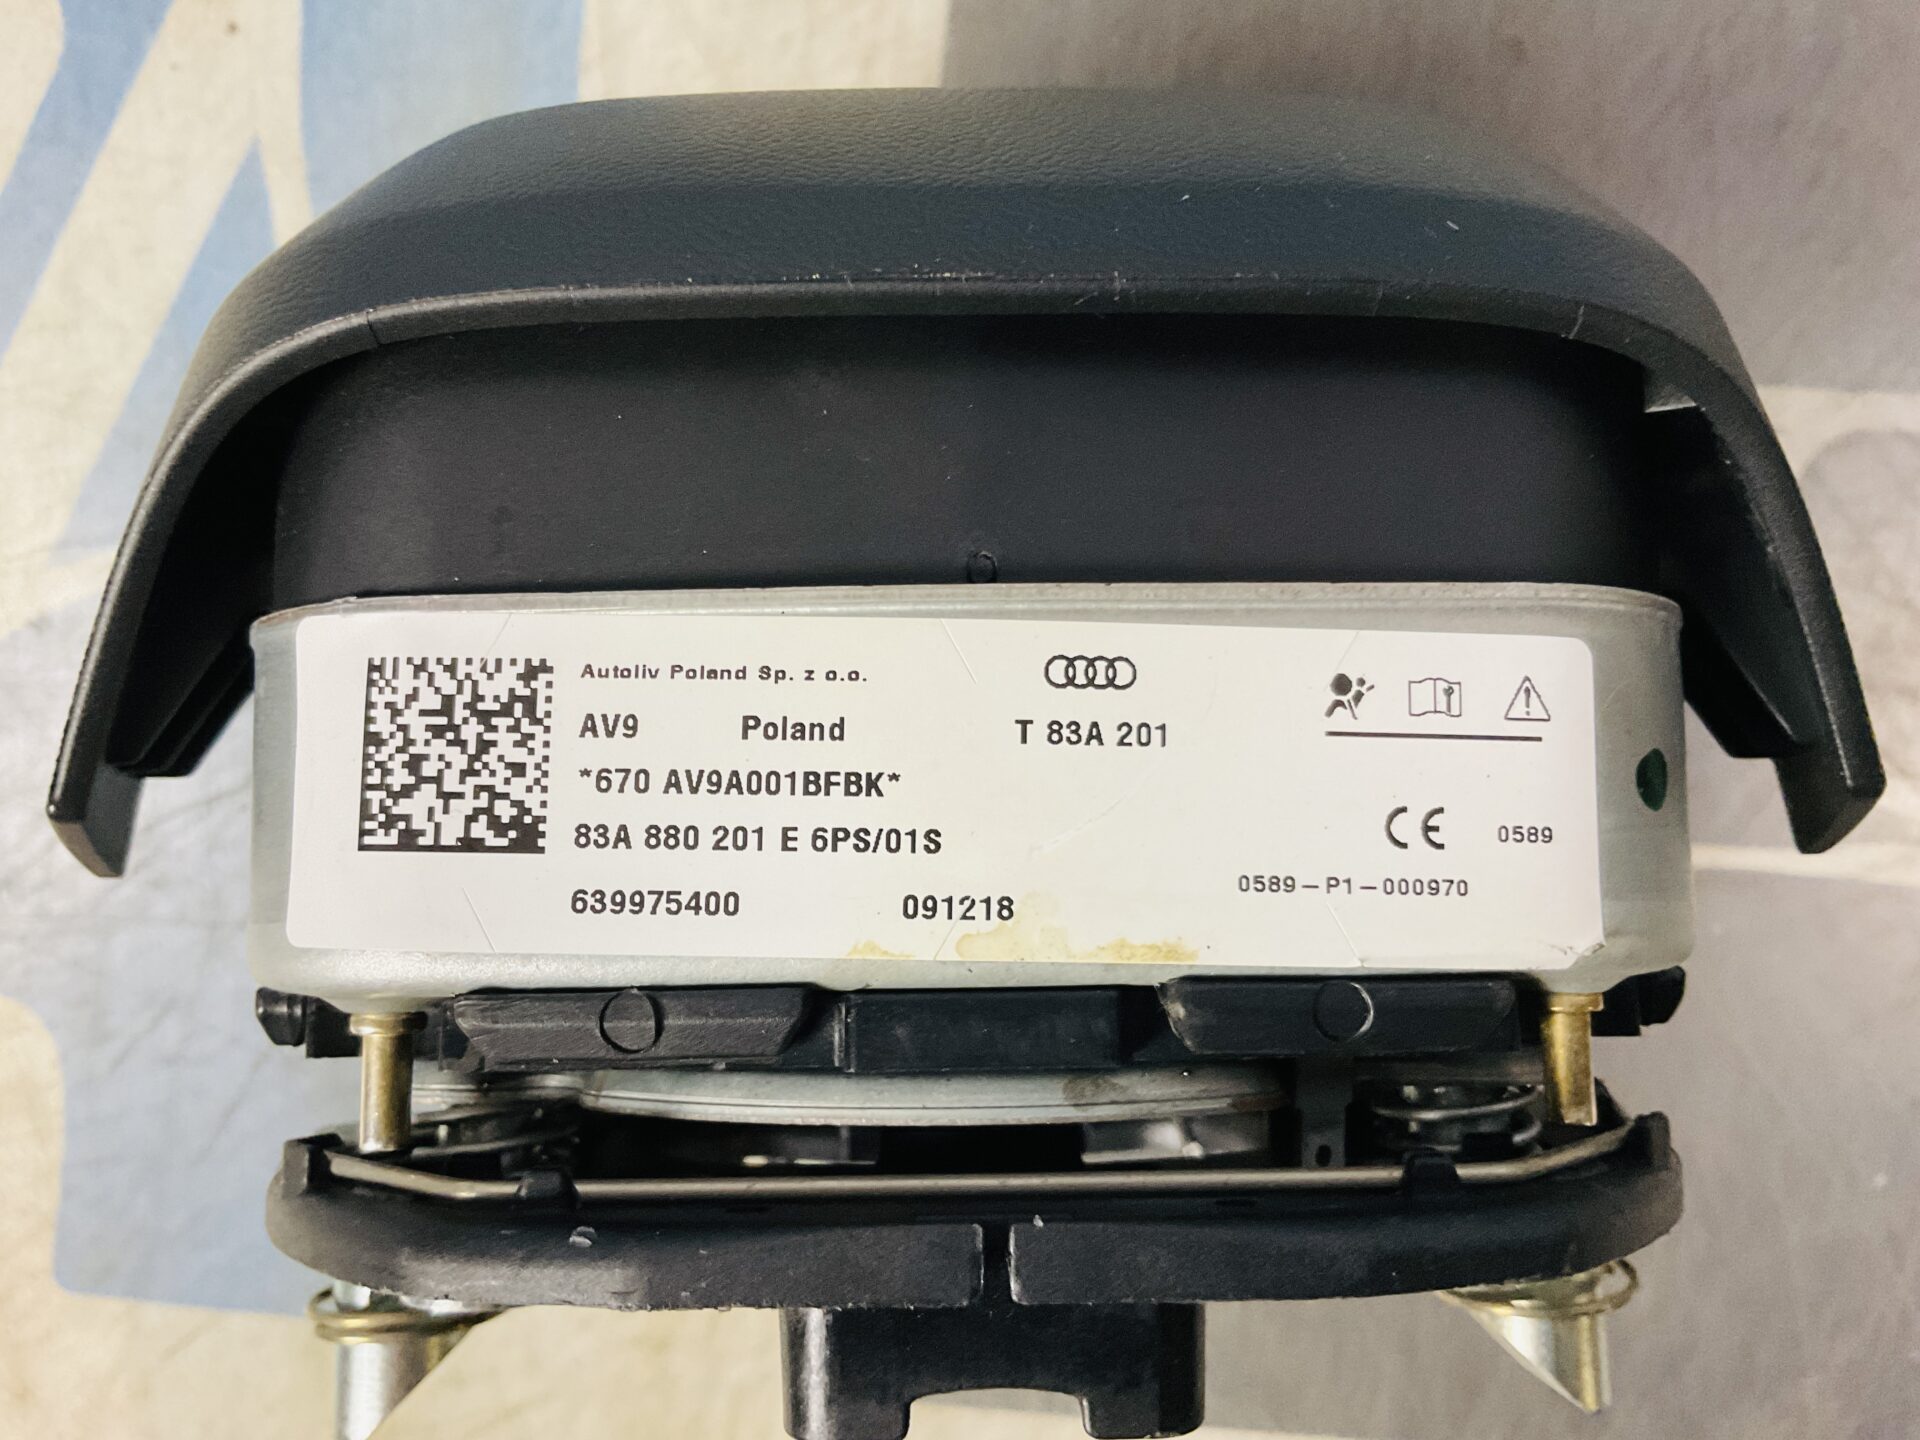 Autoliv Poland Sp. z o.o.
AV9 Poland T 83A 201
*670 AV9A001BFBK*
83A 880 201 E 6PS/01S
CE 0589
0589-P1-000970
639975400 091218